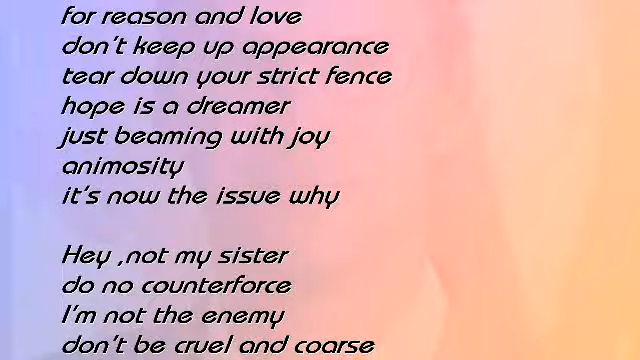 for reason and love
don't keep up appearance
tear down your strict fence
hope is a dreamer
just beaming with joy
animosity
it's now the issue why

Hey ,not my sister
do no counterforce
I'm not the enemy
don't be cruel and coarse